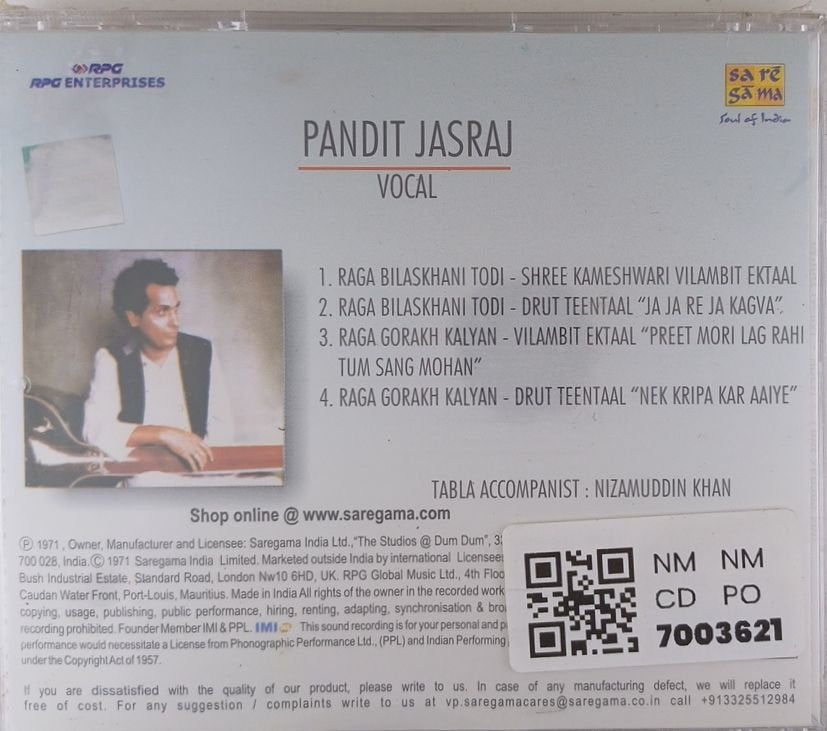 RPG
RPG ENTERPRISES
sa rē
gā ma
Soul of India
PANDIT JASRAJ
VOCAL
1. RAGA BILASKHANI TODI - SHREE KAMESHWARI VILAMBIT EKTAAL
2. RAGA BILASKHANI TODI - DRUT TEENTAAL “JA JA RE JA KAGVA”.
3. RAGA GORAKH KALYAN - VILAMBIT EKTAAL “PREET MORI LAG RAHI
TUM SANG MOHAN”
4. RAGA GORAKH KALYAN - DRUT TEENTAAL “NEK KRIPA KAR AAIYE”
TABLA ACCOMPANIST : NIZAMUDDIN KHAN
Shop online @ www.saregama.com
Ⓟ 1971 , Owner, Manufacturer and Licensee: Saregama India Ltd.,“The Studios @ Dum Dum”,
700 028, India.Ⓒ 1971 Saregama India Limited. Marketed outside India by international
Bush Industrial Estate, Standard Road, London Nw10 6HD, UK. RPG Global Music Ltd., 4th
Caudan Water Front, Port-Louis, Mauritius. Made in India All rights of the owner in the recorded
copying, usage, publishing, public performance, hiring, renting, adapting, synchronisation &
recording prohibited. Founder Member IMI & PPL. IMI This sound recording is for your personal and
performance would necessitate a License from Phonographic Performance Ltd., (PPL) and Indian Performing
under the Copyright Act of 1957.
NM NM
CD PO
7003621
If you are dissatisfied with the quality of our product, please write to us. In case of any manufacturing defect, we will replace it
free of cost. For any suggestion / complaints write to us at vp.saregamacares@saregama.co.in call +913325512984